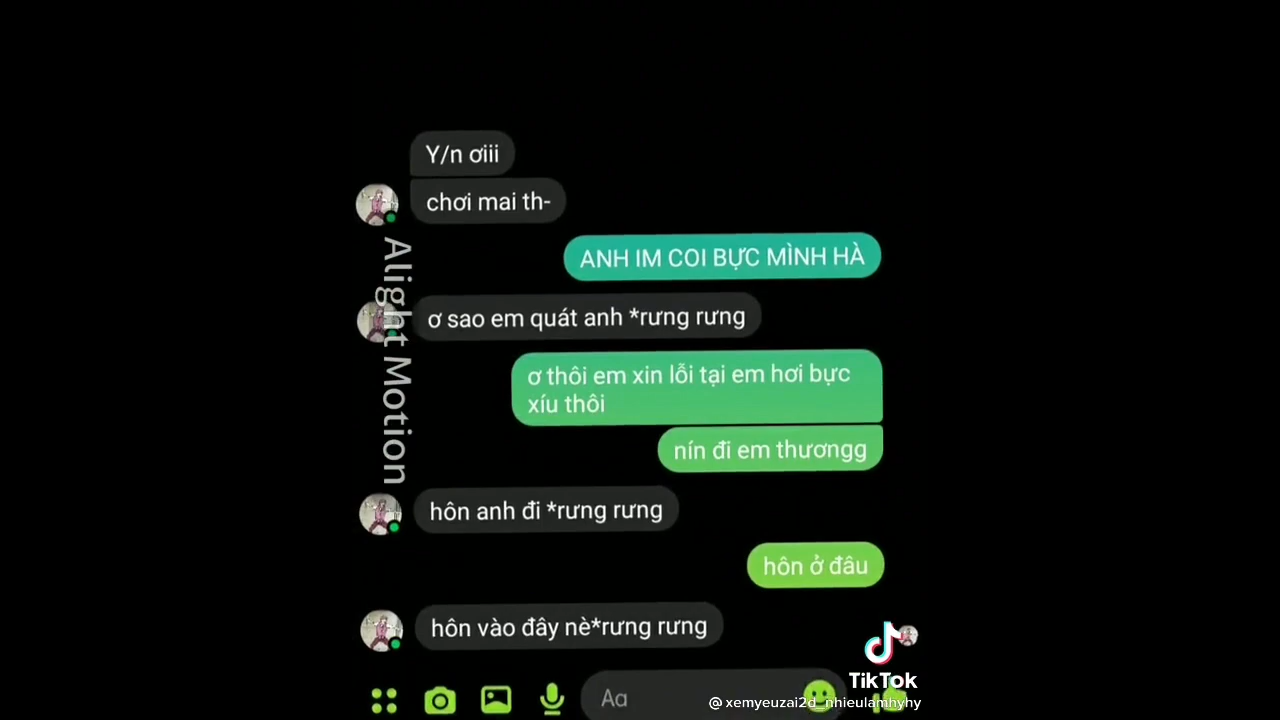 Y/n ơiii
chơi mai th-
ANH IM COI BỰC MÌNH HÀ
ơ sao em quát anh *rưng rưng
ơ thôi em xin lỗi tại em hơi bực
xíu thôi
nín đi em thươngg
hôn anh đi *rưng rưng
hôn ở đâu
hôn vào đây nè*rưng rưng
Aa
Alight Motion
TikTok
@xemyeuzai2d_nhieulamhyhy